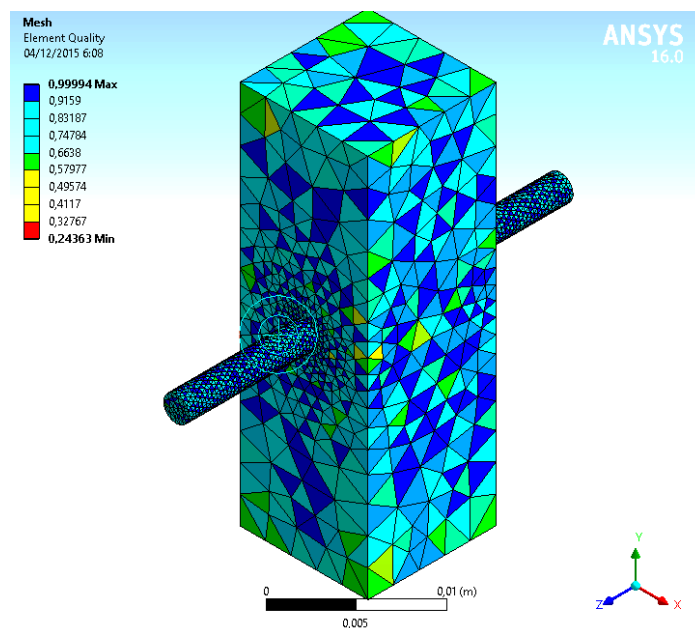 Mesh
Element Quality
04/12/2015 6:08
ANSYS
16.0
0,99994 Max
0,9159
0,83187
0,74784
0,6638
0,57977
0,49574
0,4117
0,32767
0,24363 Min
0
0,01 (m)
0,005
Y
Z
X